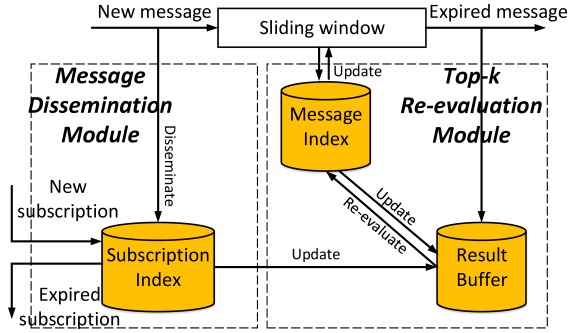 New message
Sliding window
Expired message
Update
Message
Dissemination
Module
Top-k
Re-evaluation
Module
Message
Index
Disseminate
New
subscription
Update
Re-evaluate
Subscription
Index
Update
Result
Buffer
Expired
subscription